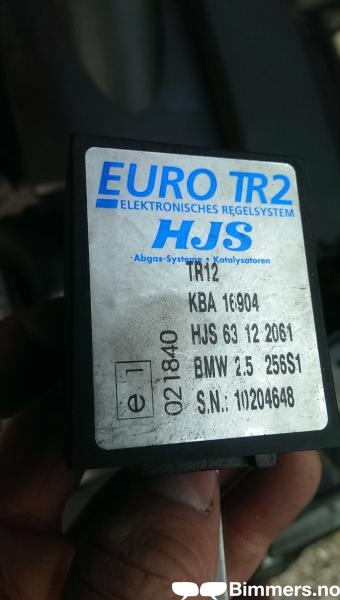 EURO TR2
ELEKTRONISCHES REGELSYSTEM
HJS
Abgas-Systeme • Katalysatoren
TR12
KBA 16904
HJS 63 12 2061
BMW 2.5 256S1
S.N.: 10204648
e 1
021840
Bimmers.no